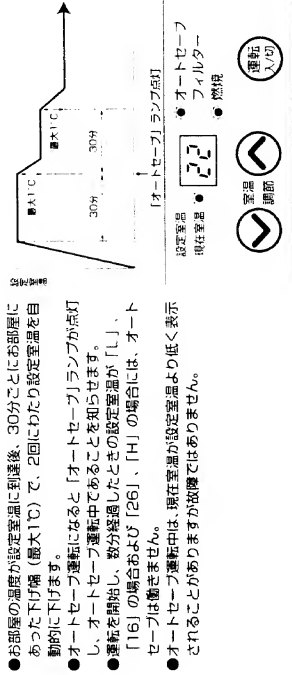 ●お部屋の温度が設定室温に到達後、30分ごとにお部屋に
あった下げ幅（最大1℃）で、2回にわたり設定室温を自
動的に下げます。
●オートセーブ運転になると「オートセーブ」ランプが点灯
し、オートセーブ運転中であることを知らせます。
●運転を開始し、数分経過したときの設定室温が「L」、
「16」の場合および「26」、「H」の場合には、オート
セーブは働きません。
●オートセーブ運転中は、現在室温が設定室温より低く表示
されることがありますが故障ではありません。
設定室温
最大1℃
最大1℃
30分
30分
「オートセーブ」ランプ点灯
設定室温
現在室温 ●
22
● オートセーブ
フィルター
● 燃焼
室温
調節
運転
入/切